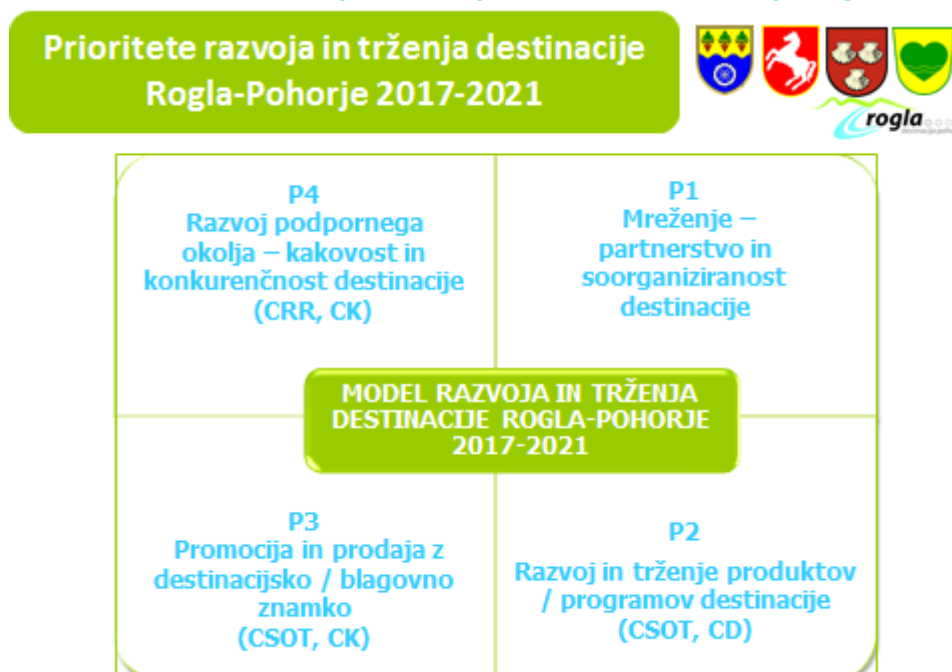 Prioritete razvoja in trženja destinacije
Rogla-Pohorje 2017-2021
rogla
P4
Razvoj podpornega
okolja – kakovost in
konkurenčnost destinacije
(CRR, CK)
P1
Mreženje –
partnerstvo in
soorganiziranost
destinacije
MODEL RAZVOJA IN TRŽENJA
DESTINACIJE ROGLA-POHORJE
2017-2021
P3
Promocija in prodaja z
destinacijsko / blagovno
znamko
(CSOT, CK)
P2
Razvoj in trženje produktov
/ programov destinacije
(CSOT, CD)